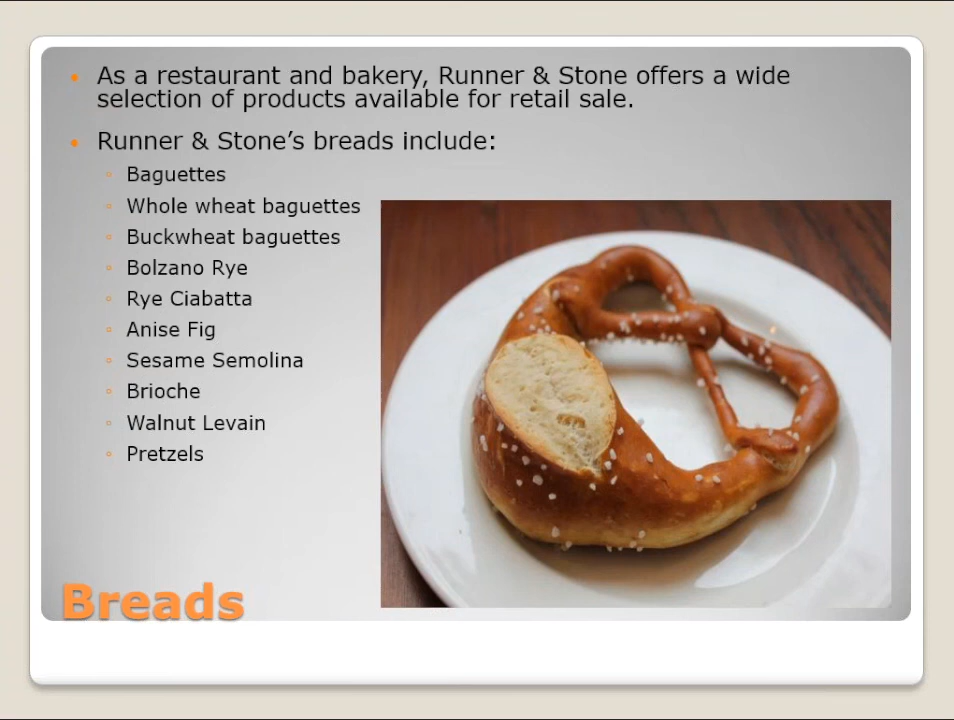 As a restaurant and bakery, Runner & Stone offers a wide
selection of products available for retail sale.
Runner & Stone’s breads include:
Baguettes
Whole wheat baguettes
Buckwheat baguettes
Bolzano Rye
Rye Ciabatta
Anise Fig
Sesame Semolina
Brioche
Walnut Levain
Pretzels
Breads